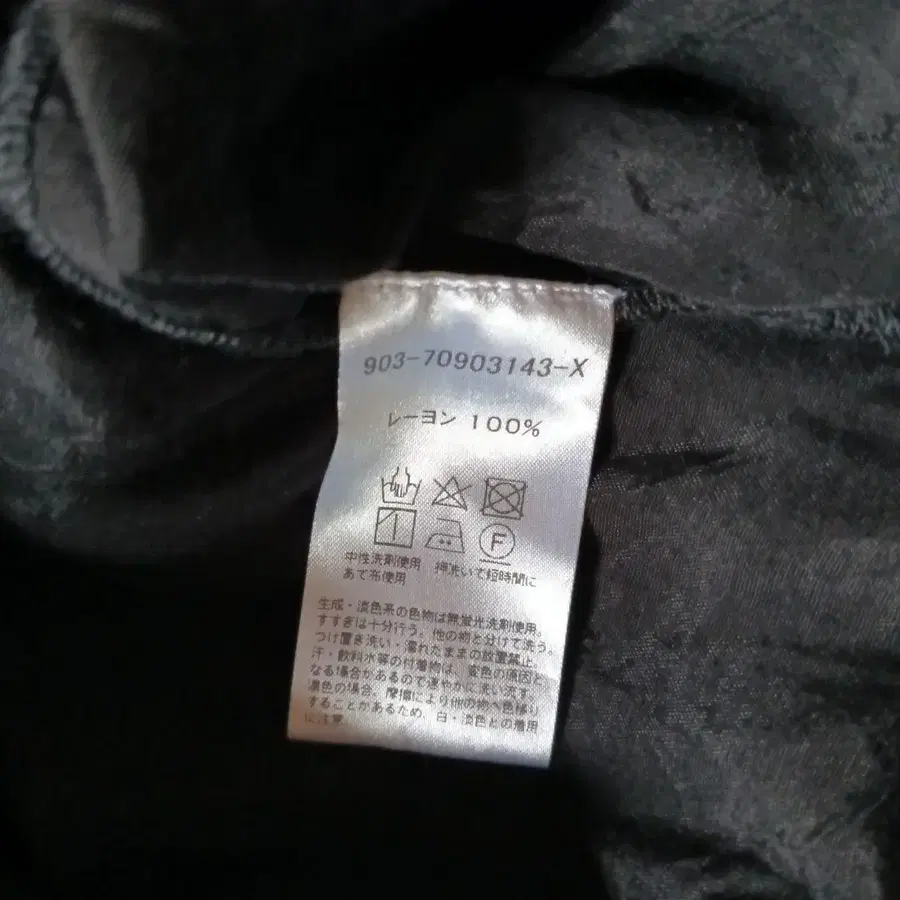 903-70903143-X
レーヨン 100%
F
中性洗剤使用 押洗いで短時間に
あて布使用
生成・淡色系の色物は無蛍光洗剤使用。
すすぎは十分行う。他の物と分けて洗う。
つけ置き洗い・濡れたままの放置禁止。
汗・飲料水等の付着物は、変色の原因と
なる場合があるので速やかに洗い流す
濃色の場合、摩擦により他の物へ色移り
することがあるため、白・淡色との着用
に注意